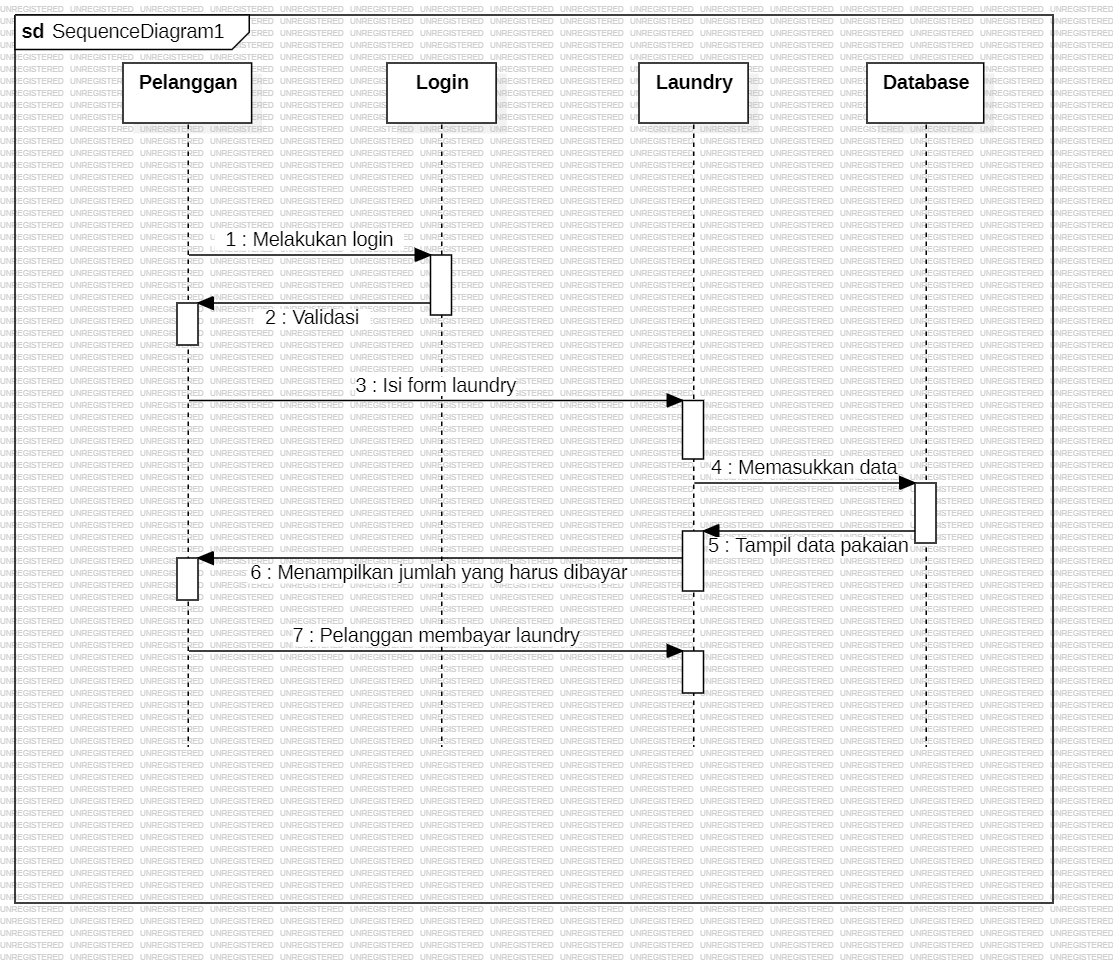 sd SequenceDiagram1
Pelanggan
Login
Laundry
Database
1 : Melakukan login
2 : Validasi
3 : Isi form laundry
4 : Memasukkan data
5 : Tampil data pakaian
6 : Menampilkan jumlah yang harus dibayar
7 : Pelanggan membayar laundry
UNREGISTERED